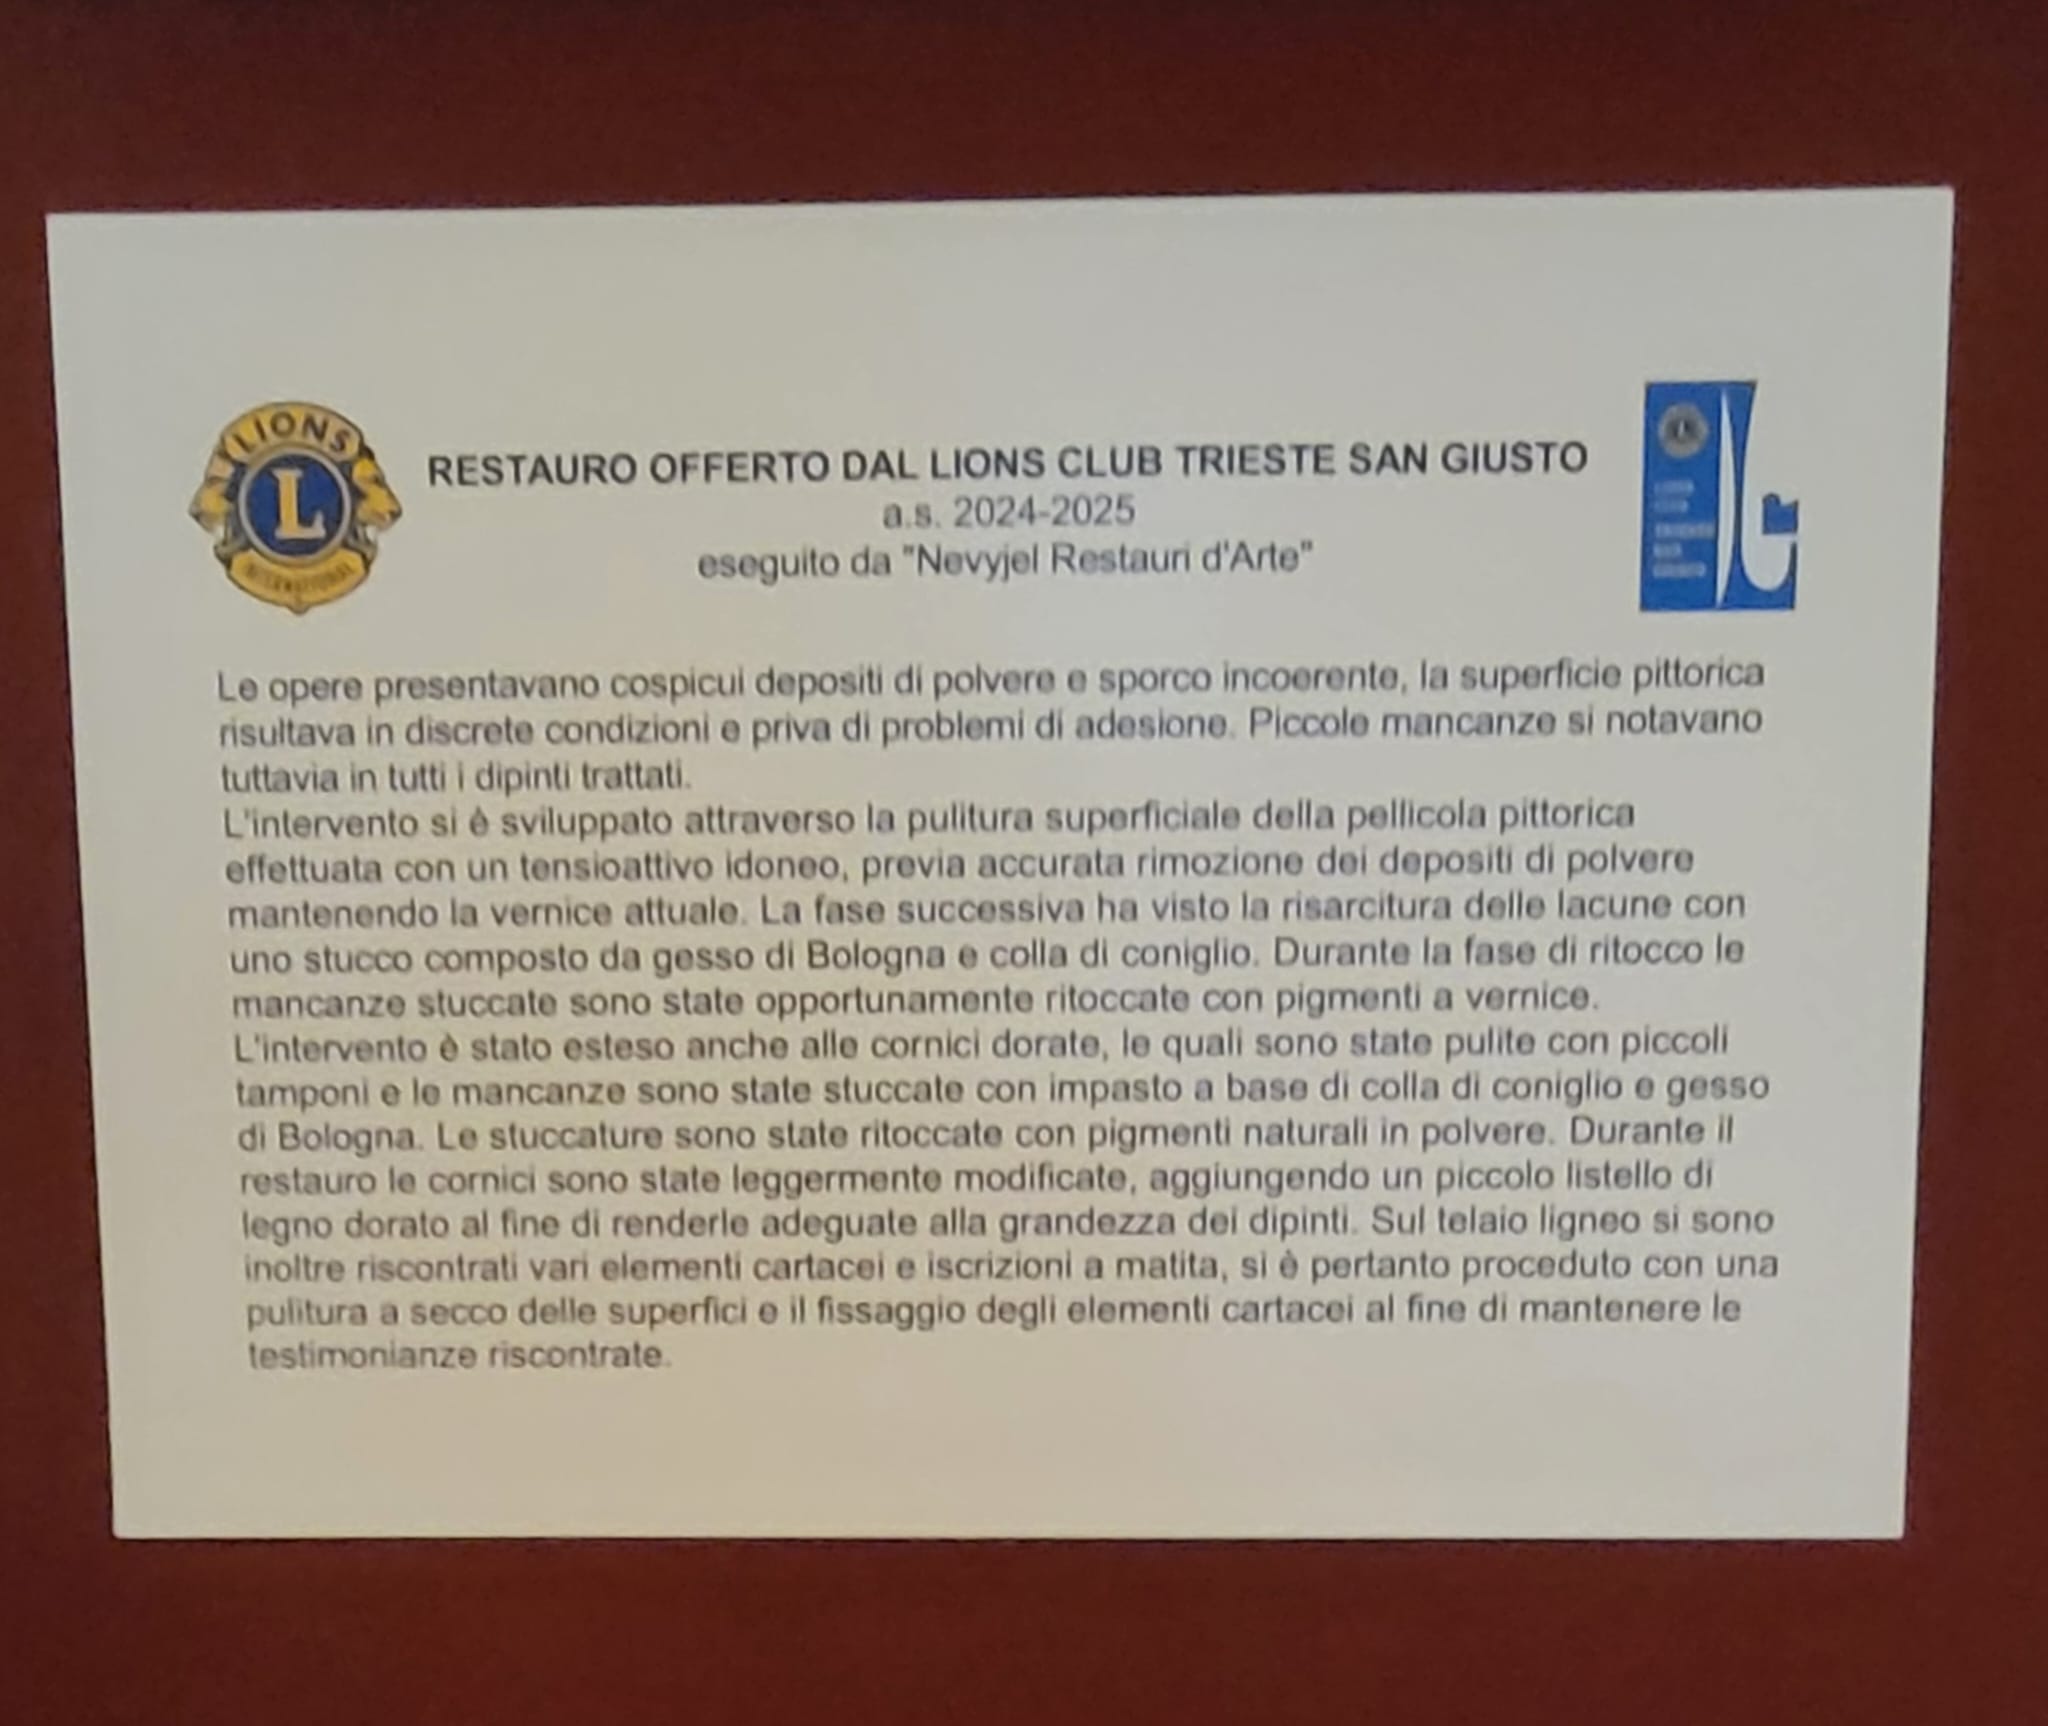 LIONS
L
INTERNATIONAL
RESTAURO OFFERTO DAL LIONS CLUB TRIESTE SAN GIUSTO
a.s. 2024-2025
eseguito da "Nevyjel Restauri d'Arte"
Le opere presentavano cospicui depositi di polvere e sporco incoerente, la superficie pittorica
risultava in discrete condizioni e priva di problemi di adesione. Piccole mancanze si notavano
tuttavia in tutti i dipinti trattati.
L'intervento si è sviluppato attraverso la pulitura superficiale della pellicola pittorica
effettuata con un tensioattivo idoneo, previa accurata rimozione dei depositi di polvere
mantenendo la vernice attuale. La fase successiva ha visto la risarcitura delle lacune con
uno stucco composto da gesso di Bologna e colla di coniglio. Durante la fase di ritocco le
mancanze stuccate sono state opportunamente ritoccate con pigmenti a vernice.
L'intervento è stato esteso anche alle cornici dorate, le quali sono state pulite con piccoli
tamponi e le mancanze sono state stuccate con impasto a base di colla di coniglio e gesso
di Bologna. Le stuccature sono state ritoccate con pigmenti naturali in polvere. Durante il
restauro le cornici sono state leggermente modificate, aggiungendo un piccolo listello di
legno dorato al fine di renderle adeguate alla grandezza dei dipinti. Sul telaio ligneo si sono
inoltre riscontrati vari elementi cartacei e iscrizioni a matita, si è pertanto proceduto con una
pulitura a secco delle superfici e il fissaggio degli elementi cartacei al fine di mantenere le
testimonianze riscontrate.